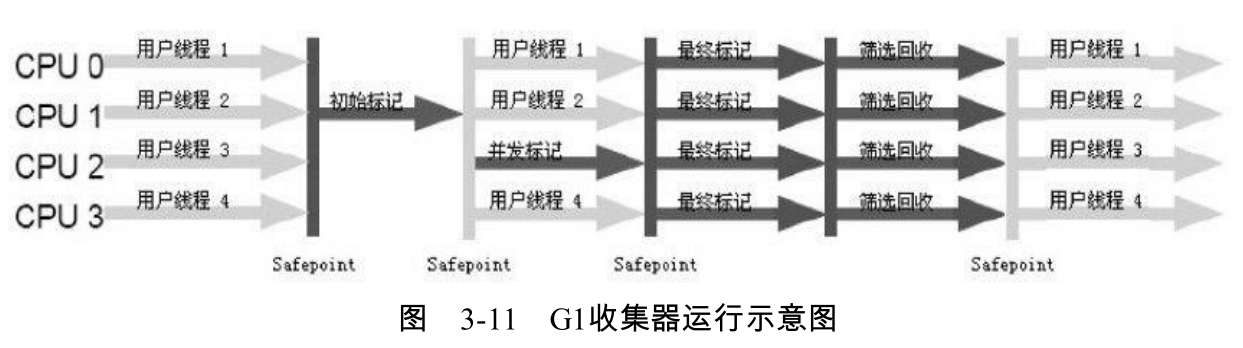 CPU 0 用户线程 1 用户线程 1 最终标记 筛选回收 用户线程 1
CPU 1 用户线程 2 初始标记 用户线程 2 最终标记 筛选回收 用户线程 2
CPU 2 用户线程 3 并发标记 最终标记 筛选回收 用户线程 3
CPU 3 用户线程 4 用户线程 4 最终标记 筛选回收 用户线程 4
Safepoint Safepoint Safepoint Safepoint
图 3-11 G1收集器运行示意图